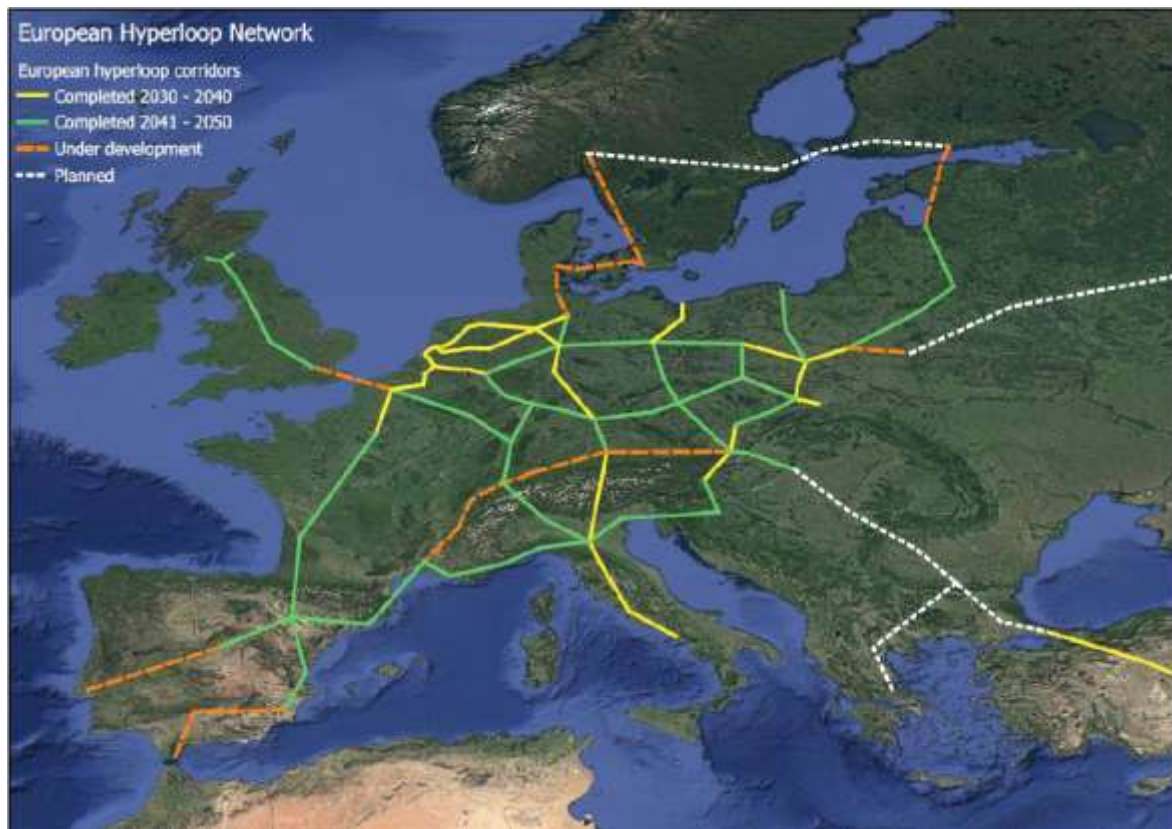 European Hyperloop Network
European hyperloop corridors
Completed 2030 - 2040
Completed 2041 - 2050
Under development
Planned